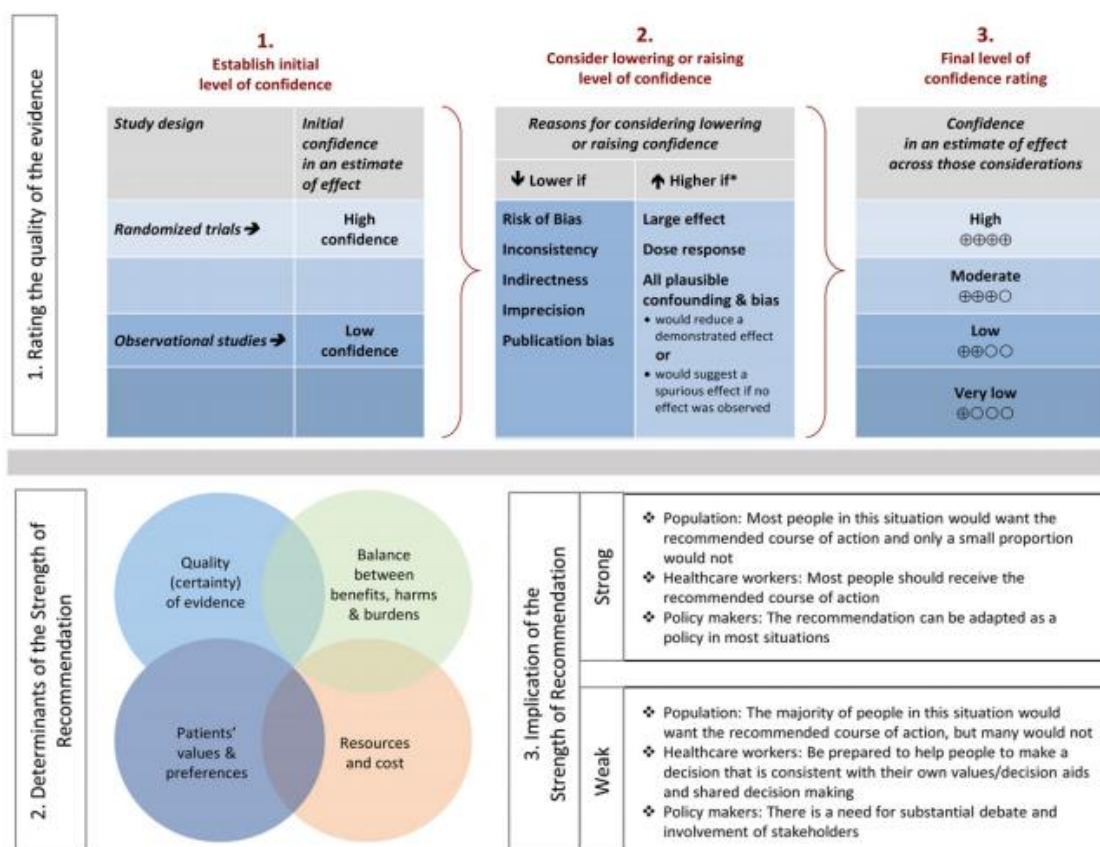 1. Rating the quality of the evidence
1.
Establish initial
level of confidence
Study design
Initial
confidence
in an estimate
of effect
Randomized trials ➔
High
confidence
Observational studies ➔
Low
confidence
2.
Consider lowering or raising
level of confidence
Reasons for considering lowering
or raising confidence
🡇 Lower if
🡅 Higher if*
Risk of Bias
Inconsistency
Indirectness
Imprecision
Publication bias
Large effect
Dose response
All plausible
confounding & bias
• would reduce a
demonstrated effect
or
• would suggest a
spurious effect if no
effect was observed
3.
Final level of
confidence rating
Confidence
in an estimate of effect
across those considerations
High
⊕⊕⊕⊕
Moderate
⊕⊕⊕○
Low
⊕⊕○○
Very low
⊕○○○
2. Determinants of the Strength of
Recommendation
Quality
(certainty)
of evidence
Balance
between
benefits, harms
& burdens
Patients'
values &
preferences
Resources
and cost
3. Implication of the
Strength of Recommendation
Strong
❖ Population: Most people in this situation would want the
recommended course of action and only a small proportion
would not
❖ Healthcare workers: Most people should receive the
recommended course of action
❖ Policy makers: The recommendation can be adapted as a
policy in most situations
Weak
❖ Population: The majority of people in this situation would
want the recommended course of action, but many would not
❖ Healthcare workers: Be prepared to help people to make a
decision that is consistent with their own values/decision aids
and shared decision making
❖ Policy makers: There is a need for substantial debate and
involvement of stakeholders